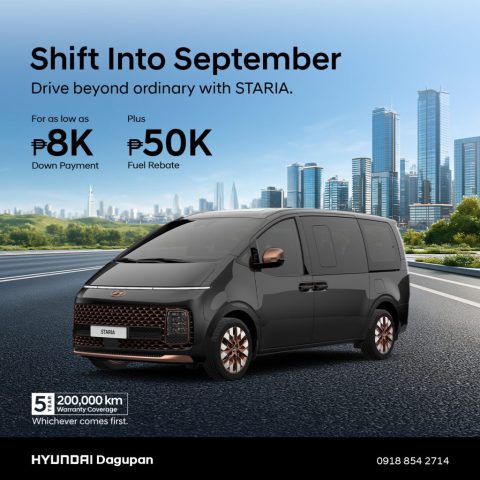 Shift Into September
Drive beyond ordinary with STARIA.
For as low as
₱8K
Down Payment
Plus
₱50K
Fuel Rebate
STARIA
5 YEARS 200,000 km
Warranty Coverage
Whichever comes first.
HYUNDAI Dagupan
0918 854 2714